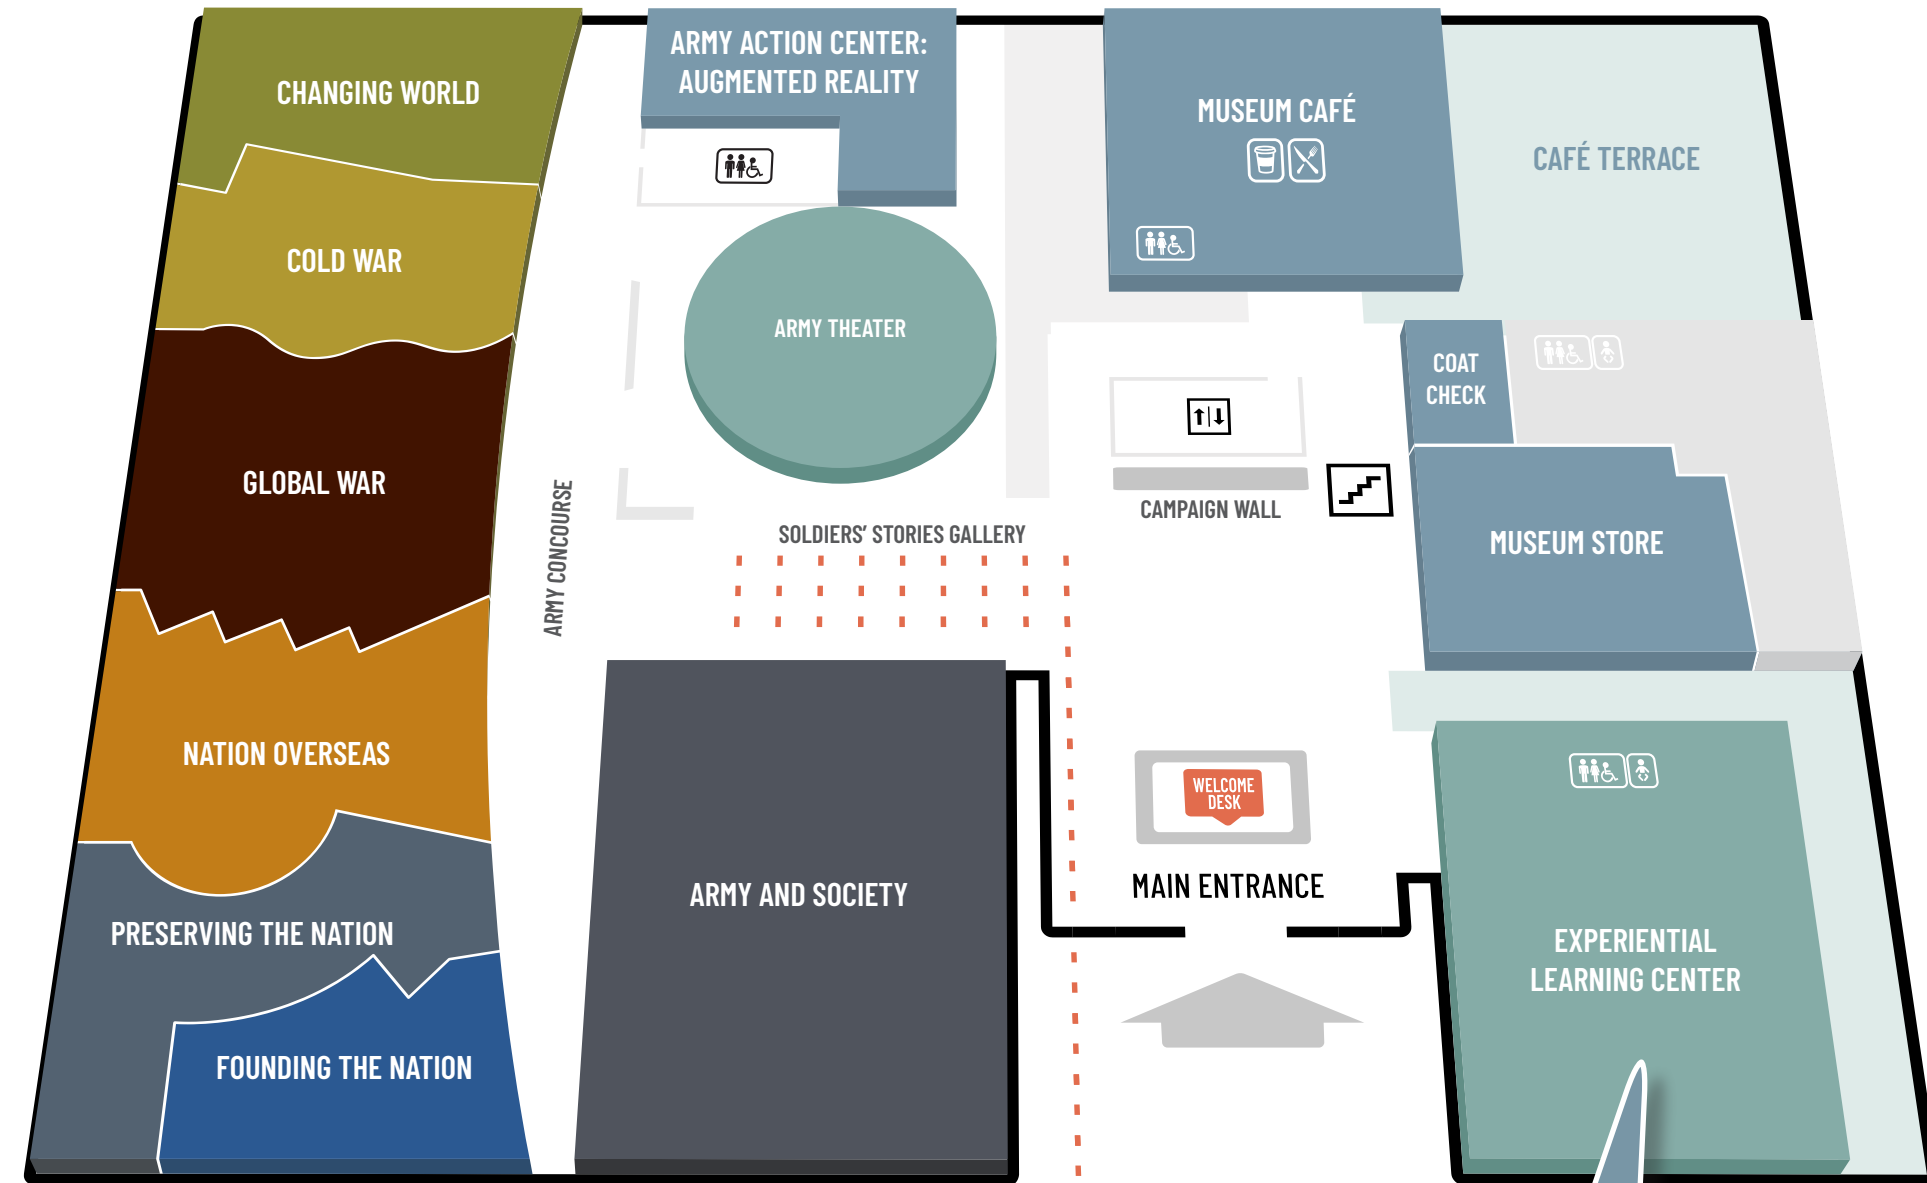 CHANGING WORLD
COLD WAR
GLOBAL WAR
NATION OVERSEAS
PRESERVING THE NATION
FOUNDING THE NATION
ARMY CONCOURSE
ARMY ACTION CENTER:
AUGMENTED REALITY
ARMY THEATER
SOLDIERS’ STORIES GALLERY
ARMY AND SOCIETY
MUSEUM CAFÉ
CAFÉ TERRACE
COAT
CHECK
CAMPAIGN WALL
MUSEUM STORE
WELCOME
DESK
MAIN ENTRANCE
EXPERIENTIAL
LEARNING CENTER